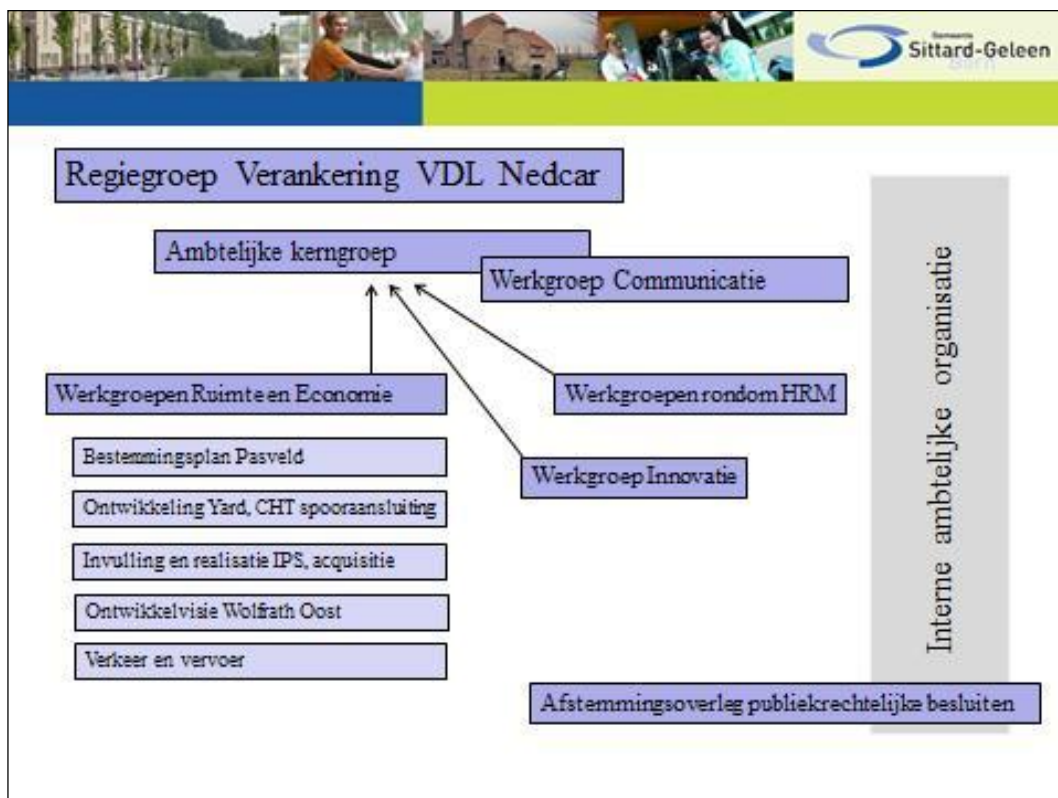 Gemeente
Sittard-Geleen
Born
Regiegroep Verankering VDL Nedcar
Ambtelijke kerngroep
Werkgroep Communicatie
Werkgroepen Ruimte en Economie
Werkgroepen rondom HRM
Bestemmingsplan Pasveld
Werkgroep Innovatie
Ontwikkeling Yard, CHT spooraansluiting
Invulling en realisatie IPS, acquisitie
Ontwikkelvisie Wolfrath Oost
Verkeer en vervoer
Interne ambtelijke organisatie
Afstemmingsoverleg publiekrechtelijke besluiten